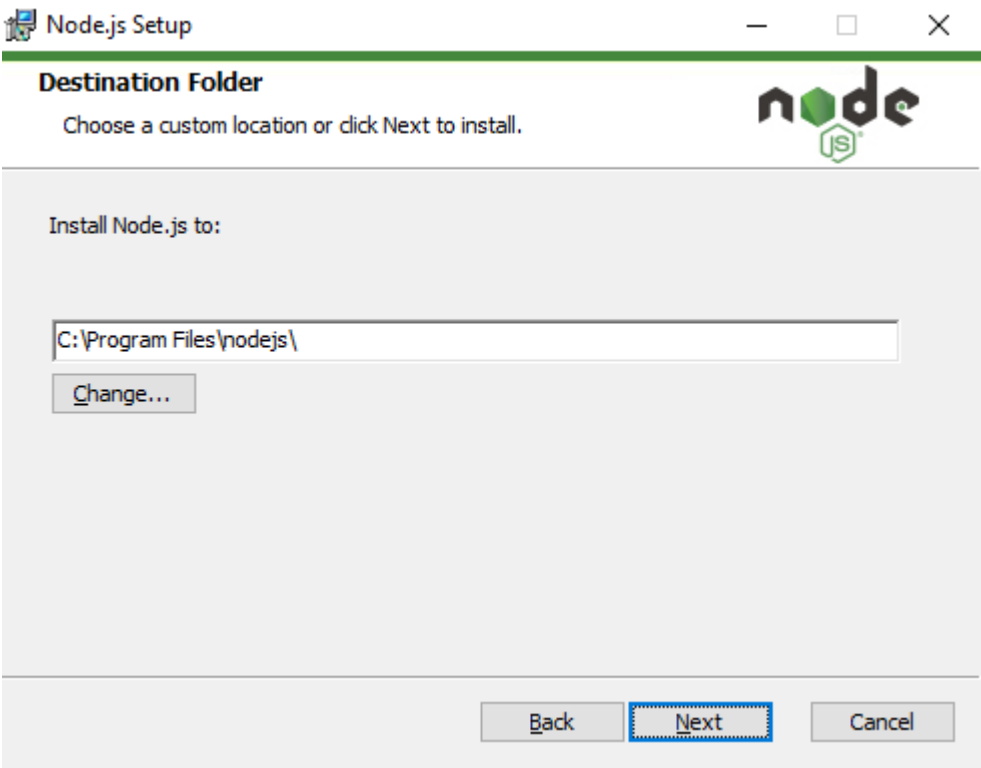 Node.js Setup
Destination Folder
Choose a custom location or click Next to install.
node
JS
Install Node.js to:
C:\Program Files\nodejs\
Change...
Back
Next
Cancel